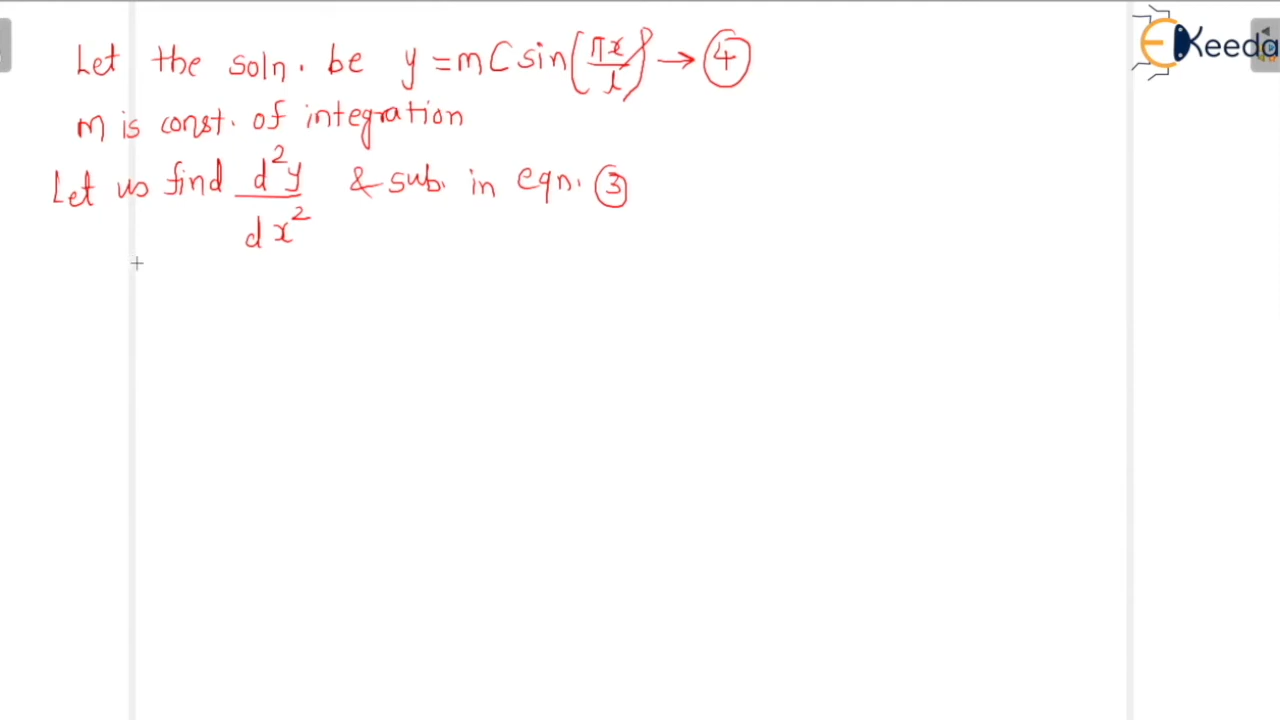 Let the soln. be y = mC sin(πx/l) → ④
m is const. of integration
Let us find d²y/dx² & sub. in eqn. ③
EKeeda